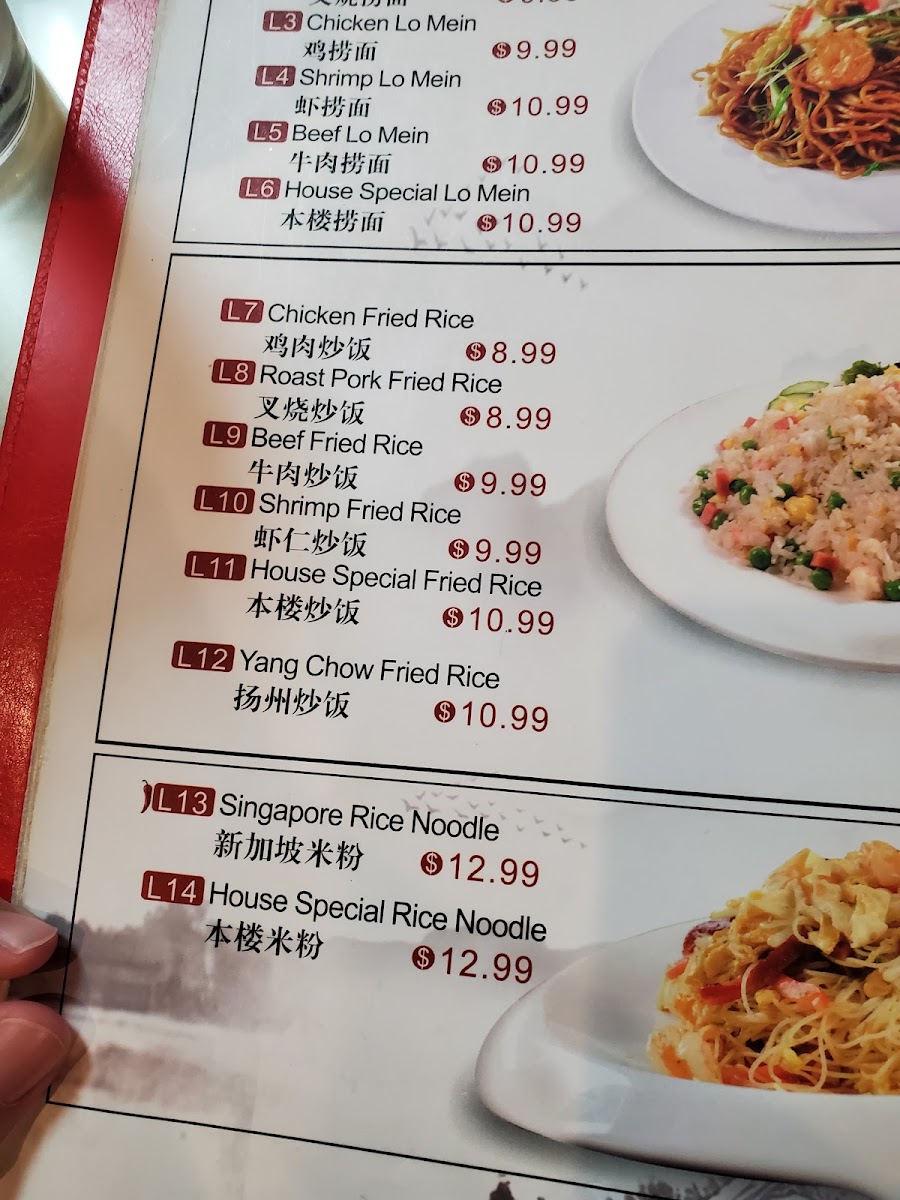 L3 Chicken Lo Mein
鸡捞面 $9.99
L4 Shrimp Lo Mein
虾捞面 $10.99
L5 Beef Lo Mein
牛肉捞面 $10.99
L6 House Special Lo Mein
本楼捞面 $10.99
L7 Chicken Fried Rice
鸡肉炒饭 $8.99
L8 Roast Pork Fried Rice
叉烧炒饭 $8.99
L9 Beef Fried Rice
牛肉炒饭 $9.99
L10 Shrimp Fried Rice
虾仁炒饭 $9.99
L11 House Special Fried Rice
本楼炒饭 $10.99
L12 Yang Chow Fried Rice
扬州炒饭 $10.99
L13 Singapore Rice Noodle
新加坡米粉 $12.99
L14 House Special Rice Noodle
本楼米粉 $12.99